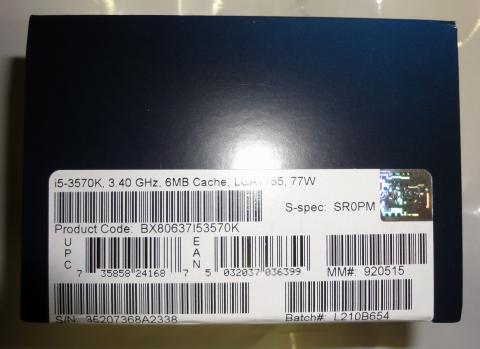 i5-3570K, 3.40 GHz, 6MB Cache, LGA1155, 77W
S-spec: SR0PM
Product Code: BX80637I53570K
UPC
7 35858 24168 7
EAN
5 032037 036399
MM#: 920515
S/N: 35207368A2338
Batch#: L210B654